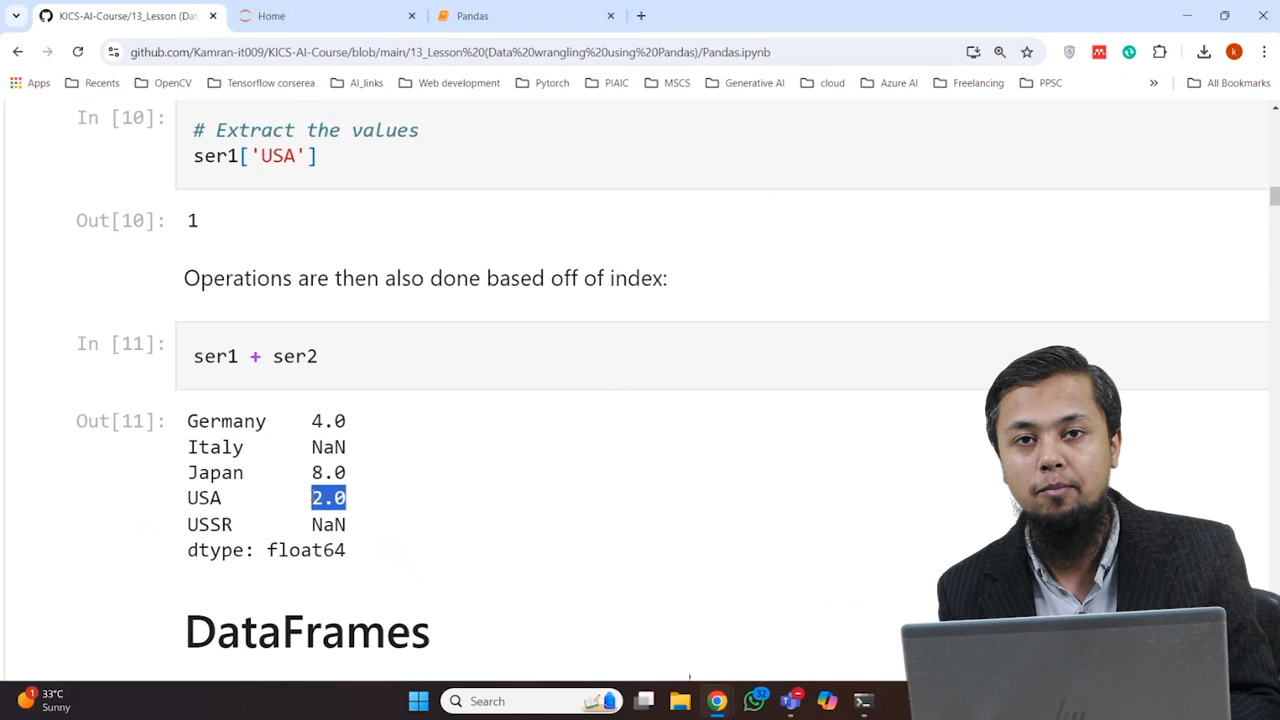 KICS-AI-Course/13_Lesson (Dat
Home
Pandas
github.com/Kamran-it009/KICS-AI-Course/blob/main/13_Lesson%20(Data%20wrangling%20using%20Pandas)/Pandas.ipynb
Apps Recents OpenCV Tensorflow corserea AI_links Web development Pytorch PIAIC MSCS Generative AI cloud Azure AI Freelancing PPSC » All Bookmarks
In [10]:
# Extract the values
ser1['USA']
Out[10]: 1
Operations are then also done based off of index:
In [11]:
ser1 + ser2
Out[11]: Germany 4.0
Italy NaN
Japan 8.0
USA 2.0
USSR NaN
dtype: float64
DataFrames
33°C
Sunny
Search
32